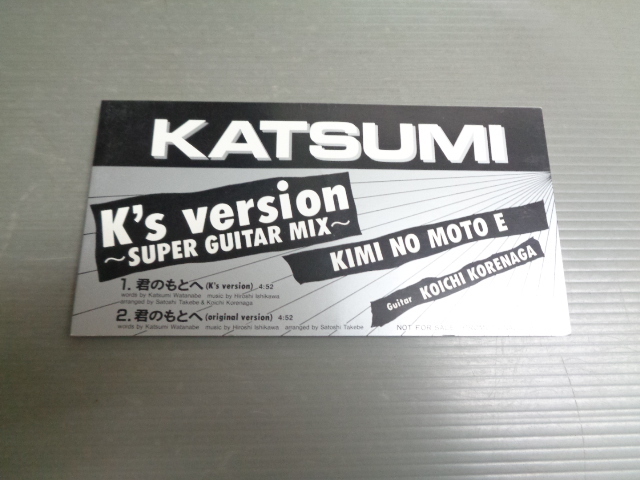 KATSUMI
K's version
~SUPER GUITAR MIX~
KIMI NO MOTO E
Guitar KOICHI KORENAGA
1. 君のもとへ (K's version) 4:52
words by Katsumi Watanabe music by Hiroshi Ishikawa
arranged by Satoshi Takebe & Koichi Korenaga
2. 君のもとへ (original version) 4:52
words by Katsumi Watanabe music by Hiroshi Ishikawa arranged by Satoshi Takebe
NOT FOR SALE